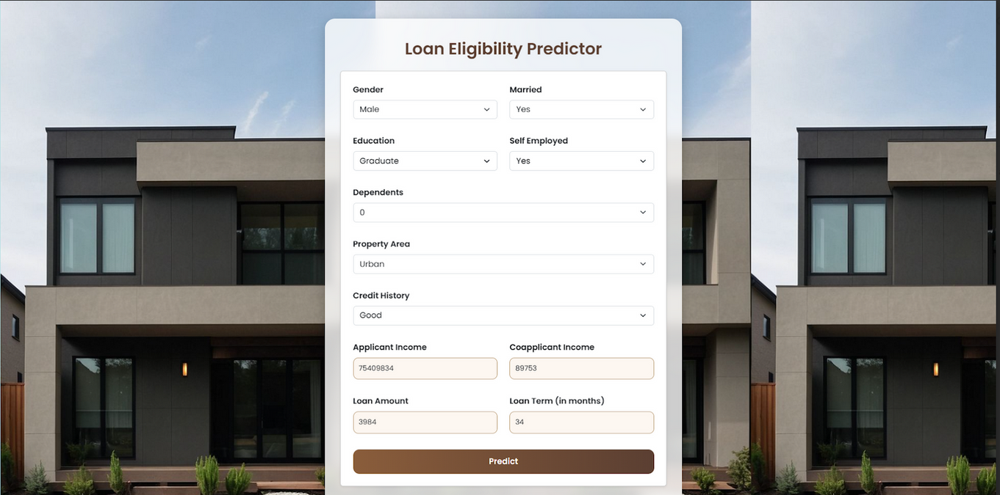 Loan Eligibility Predictor
Gender Married
Male Yes
Education Self Employed
Graduate Yes
Dependents
0
Property Area
Urban
Credit History
Good
Applicant Income Coapplicant Income
75409834 89753
Loan Amount Loan Term (in months)
3984 34
Predict